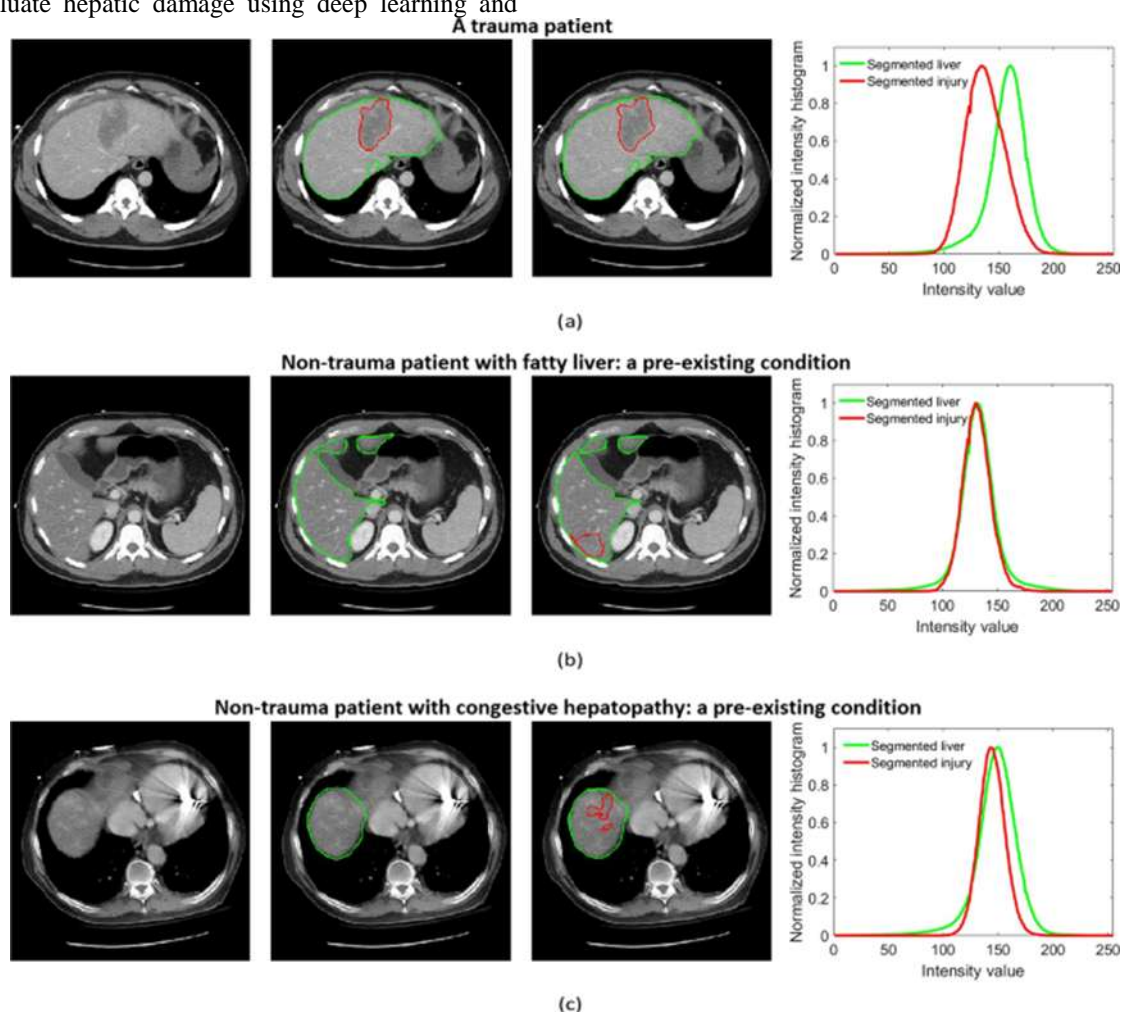 luate hepatic damage using deep learning and
A trauma patient
Normalized intensity histogram
1
0.8
0.6
0.4
0.2
0
Segmented liver
Segmented injury
0 50 100 150 200 250
Intensity value
(a)
Non-trauma patient with fatty liver: a pre-existing condition
Normalized intensity histogram
1
0.8
0.6
0.4
0.2
0
Segmented liver
Segmented injury
0 50 100 150 200 250
Intensity value
(b)
Non-trauma patient with congestive hepatopathy: a pre-existing condition
Normalized intensity histogram
1
0.8
0.6
0.4
0.2
0
Segmented liver
Segmented injury
0 50 100 150 200 250
Intensity value
(c)